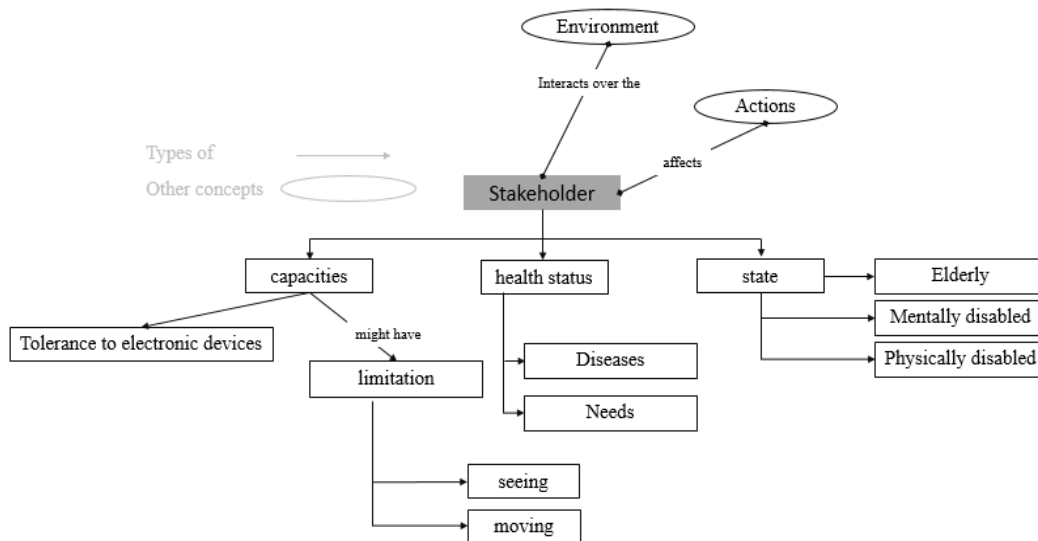 Environment
Interacts over the
Actions
Types of
affects
Other concepts
Stakeholder
capacities
health status
state
Elderly
Mentally disabled
Tolerance to electronic devices
might have
Physically disabled
limitation
Diseases
Needs
seeing
moving